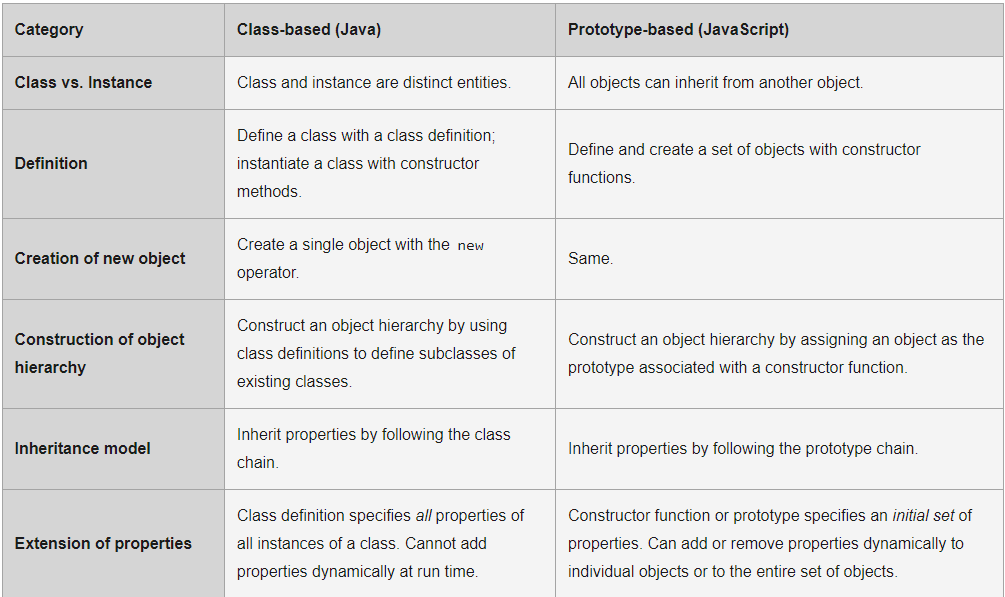 Category
Class-based (Java)
Prototype-based (JavaScript)
Class vs. Instance
Class and instance are distinct entities.
All objects can inherit from another object.
Definition
Define a class with a class definition;
instantiate a class with constructor
methods.
Define and create a set of objects with constructor
functions.
Creation of new object
Create a single object with the new
operator.
Same.
Construction of object
hierarchy
Construct an object hierarchy by using
class definitions to define subclasses of
existing classes.
Construct an object hierarchy by assigning an object as the
prototype associated with a constructor function.
Inheritance model
Inherit properties by following the class
chain.
Inherit properties by following the prototype chain.
Extension of properties
Class definition specifies all properties of
all instances of a class. Cannot add
properties dynamically at run time.
Constructor function or prototype specifies an initial set of
properties. Can add or remove properties dynamically to
individual objects or to the entire set of objects.